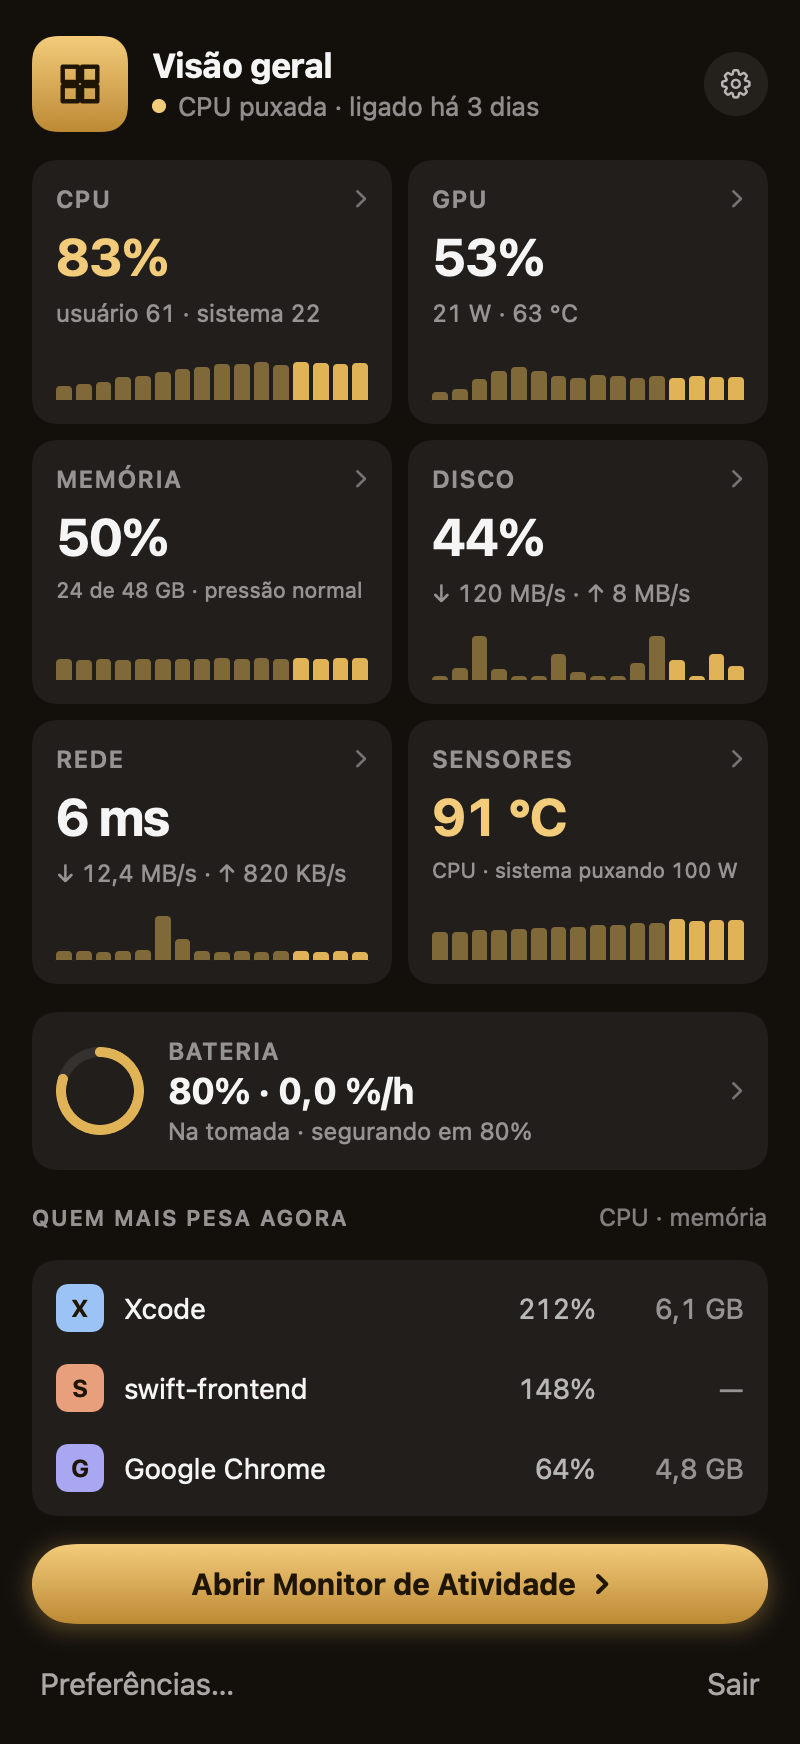 Visão geral
CPU puxada · ligado há 3 dias
CPU
83%
usuário 61 · sistema 22
GPU
53%
21 W · 63 °C
MEMÓRIA
50%
24 de 48 GB · pressão normal
DISCO
44%
↓ 120 MB/s · ↑ 8 MB/s
REDE
6 ms
↓ 12,4 MB/s · ↑ 820 KB/s
SENSORES
91 °C
CPU · sistema puxando 100 W
BATERIA
80% · 0,0 %/h
Na tomada · segurando em 80%
QUEM MAIS PESA AGORA CPU · memória
X Xcode 212% 6,1 GB
S swift-frontend 148% —
G Google Chrome 64% 4,8 GB
Abrir Monitor de Atividade
Preferências... Sair